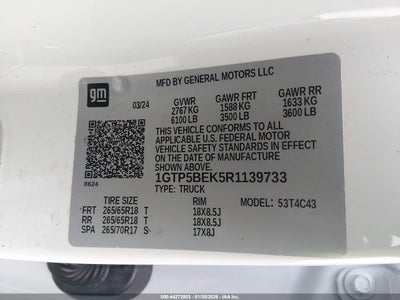 gm
MFD BY GENERAL MOTORS LLC
03/24
GVWR GAWR FRT GAWR RR
2767 KG 1588 KG 1633 KG
6100 LB 3500 LB 3600 LB
THIS VEHICLE CONFORMS TO ALL
APPLICABLE U.S. FEDERAL MOTOR
VEHICLE SAFETY STANDARDS IN
EFFECT ON THE DATE OF
MANUFACTURE SHOWN ABOVE.
8624
1GTP5BEK5R1139733
TYPE: TRUCK
TIRE SIZE RIM MODEL: 53T4C43
FRT 265/65R18 T 18X8.5J
RR 265/65R18 T 18X8.5J
SPA 265/70R17 S 17X8J